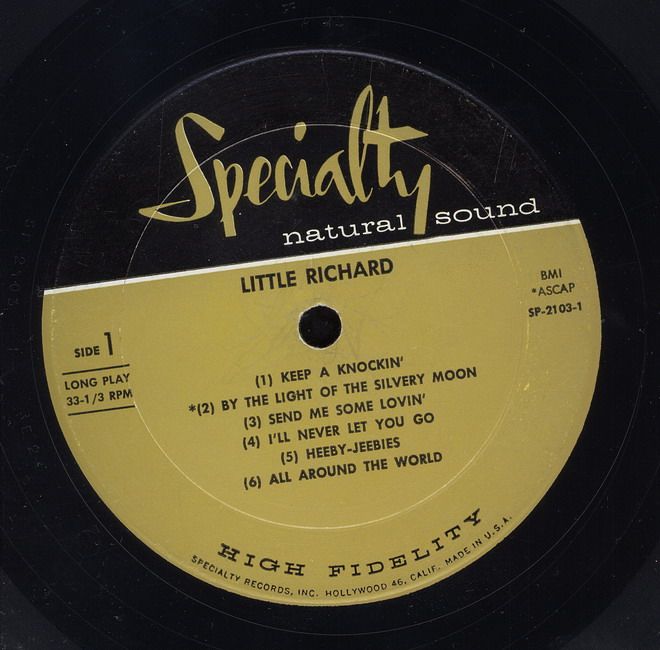 Specialty
natural sound
LITTLE RICHARD
BMI
*ASCAP
SP-2103-1
SIDE 1
LONG PLAY
33-1/3 RPM
(1) KEEP A KNOCKIN'
*(2) BY THE LIGHT OF THE SILVERY MOON
(3) SEND ME SOME LOVIN'
(4) I'LL NEVER LET YOU GO
(5) HEEBY-JEEBIES
(6) ALL AROUND THE WORLD
HIGH FIDELITY
SPECIALTY RECORDS, INC. HOLLYWOOD 46, CALIF. MADE IN U.S.A.